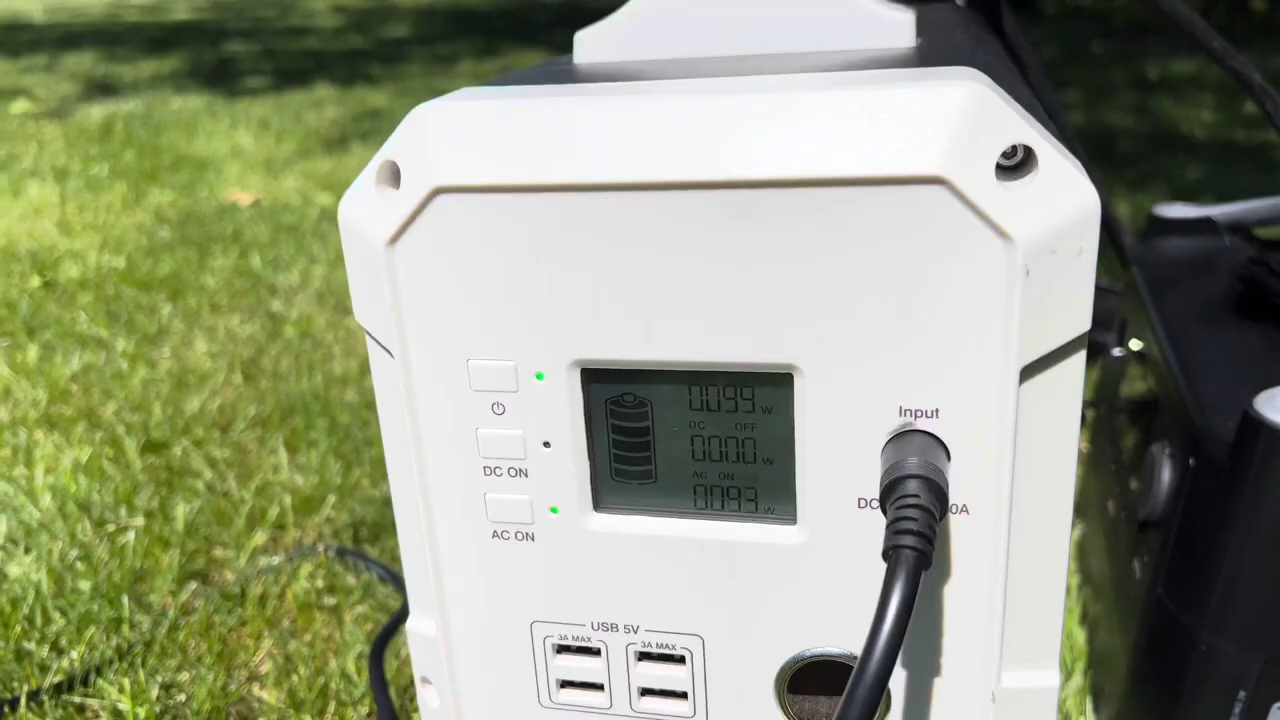 Input
0099 W
DC OFF
0000 W
AC ON
0093 W
DC ON
DC 0A
AC ON
USB 5V
3A MAX 3A MAX